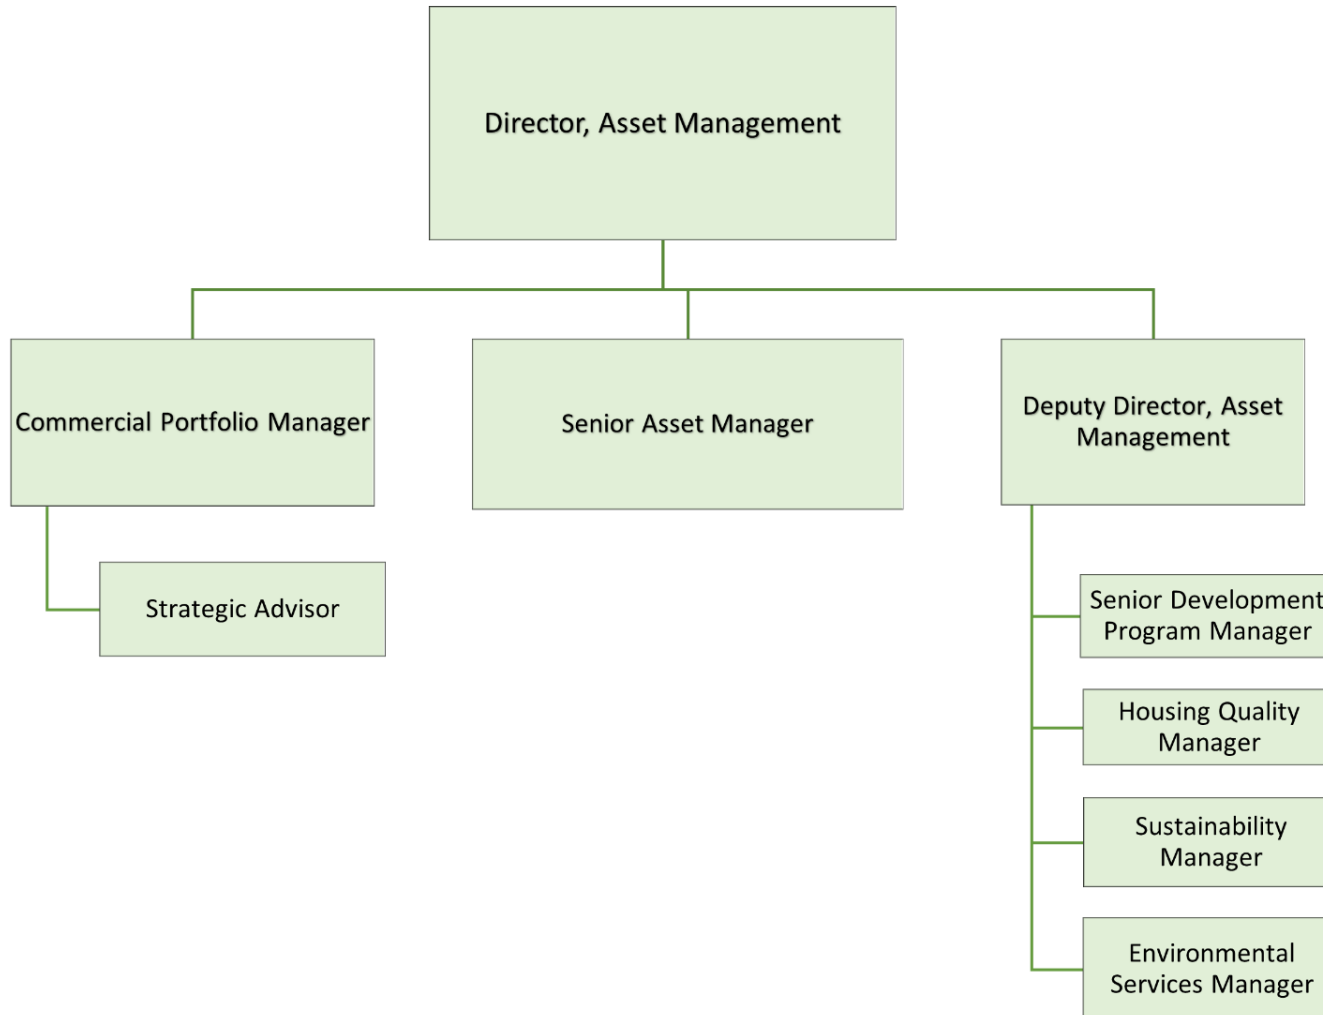 Director, Asset Management
Commercial Portfolio Manager
Senior Asset Manager
Deputy Director, Asset
Management
Strategic Advisor
Senior Development
Program Manager
Housing Quality
Manager
Sustainability
Manager
Environmental
Services Manager